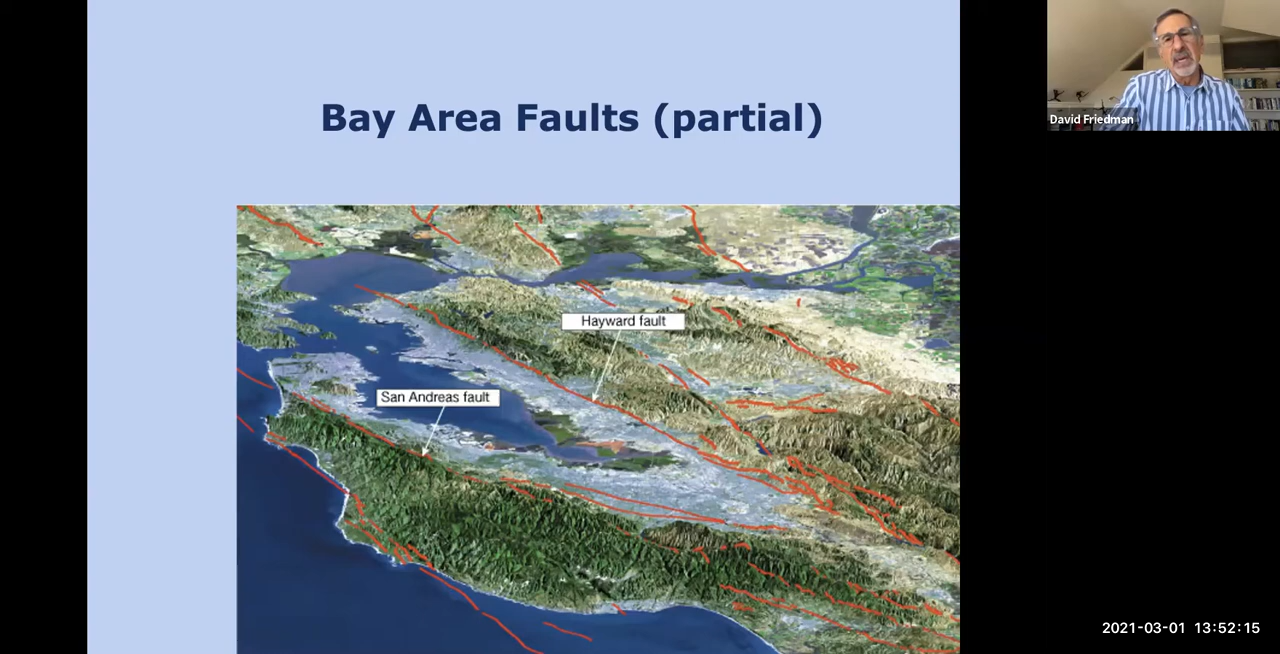 Bay Area Faults (partial)
David Friedman
Hayward fault
San Andreas fault
2021-03-01 13:52:15